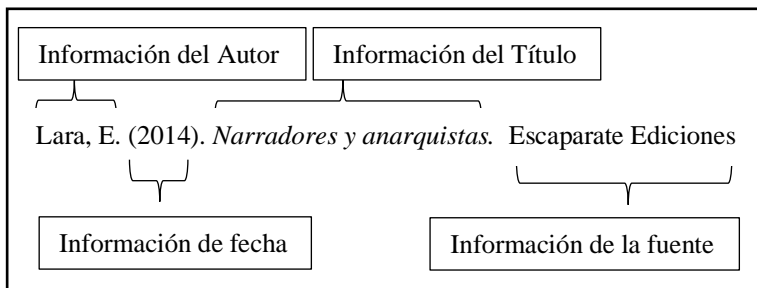 Información del Autor Información del Título
Lara, E. (2014). Narradores y anarquistas. Escaparate Ediciones
Información de fecha Información de la fuente